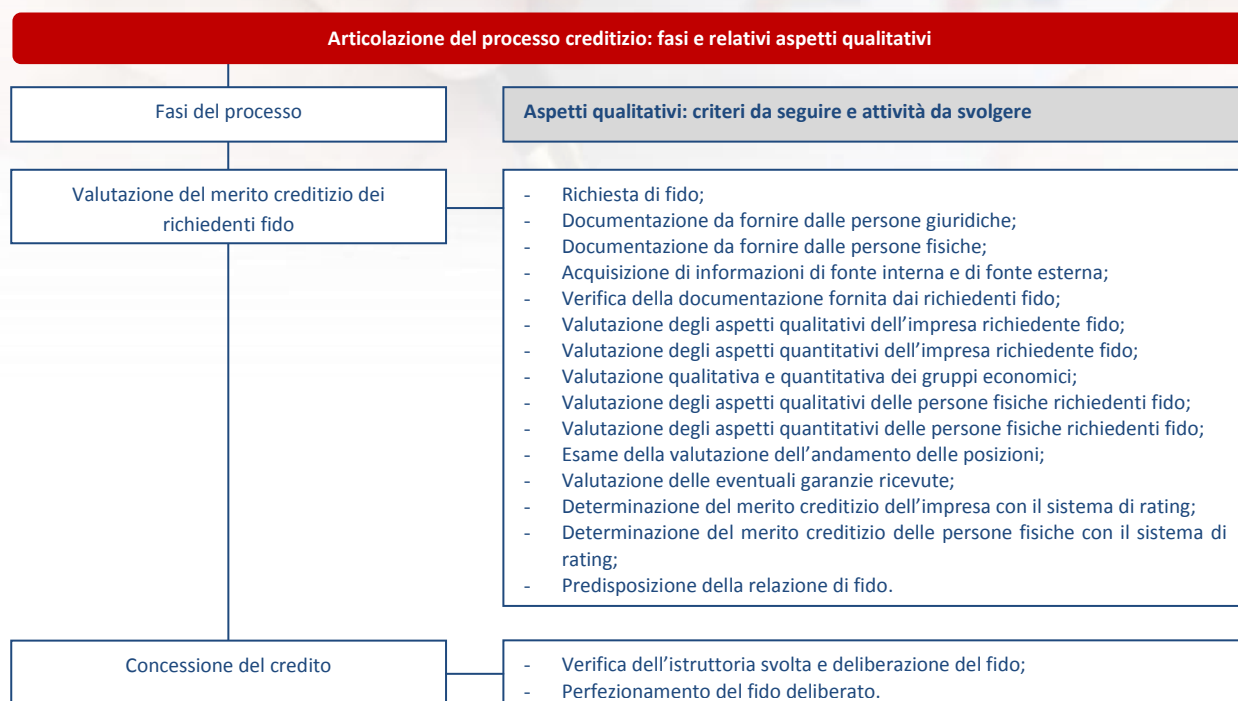 Articolazione del processo creditizio: fasi e relativi aspetti qualitativi
Fasi del processo
Aspetti qualitativi: criteri da seguire e attività da svolgere
Valutazione del merito creditizio dei
richiedenti fido
- Richiesta di fido;
- Documentazione da fornire dalle persone giuridiche;
- Documentazione da fornire dalle persone fisiche;
- Acquisizione di informazioni di fonte interna e di fonte esterna;
- Verifica della documentazione fornita dai richiedenti fido;
- Valutazione degli aspetti qualitativi dell’impresa richiedente fido;
- Valutazione degli aspetti quantitativi dell’impresa richiedente fido;
- Valutazione qualitativa e quantitativa dei gruppi economici;
- Valutazione degli aspetti qualitativi delle persone fisiche richiedenti fido;
- Valutazione degli aspetti quantitativi delle persone fisiche richiedenti fido;
- Esame della valutazione dell’andamento delle posizioni;
- Valutazione delle eventuali garanzie ricevute;
- Determinazione del merito creditizio dell’impresa con il sistema di rating;
- Determinazione del merito creditizio delle persone fisiche con il sistema di
rating;
- Predisposizione della relazione di fido.
Concessione del credito
- Verifica dell’istruttoria svolta e deliberazione del fido;
- Perfezionamento del fido deliberato.